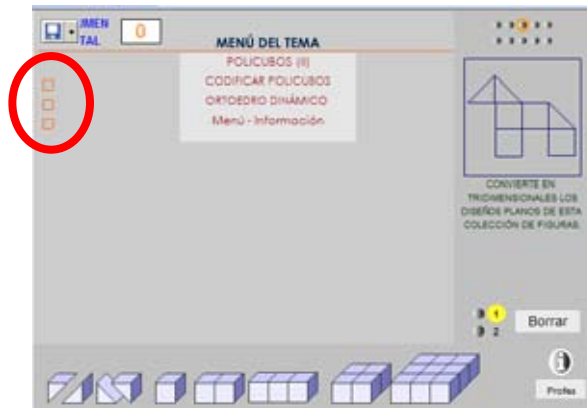 JMEN
TAL
0
MENÚ DEL TEMA
POLICUBOS (II)
CODIFICAR POLICUBOS
ORTOEDRO DINÁMICO
Menú - Información
CONVIERTE EN
TRIDIMENSIONALES LOS
DISEÑOS PLANOS DE ESTA
COLECCIÓN DE FIGURAS.
1
2
Borrar
Profes